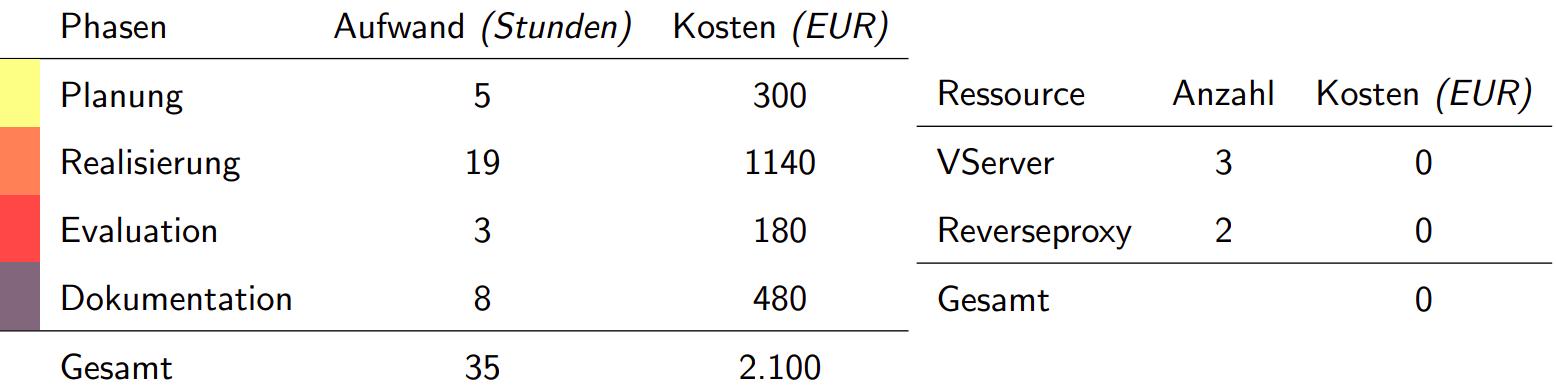 Phasen Aufwand (Stunden) Kosten (EUR)
Planung 5 300
Realisierung 19 1140
Evaluation 3 180
Dokumentation 8 480
Gesamt 35 2.100
Ressource Anzahl Kosten (EUR)
VServer 3 0
Reverseproxy 2 0
Gesamt 0